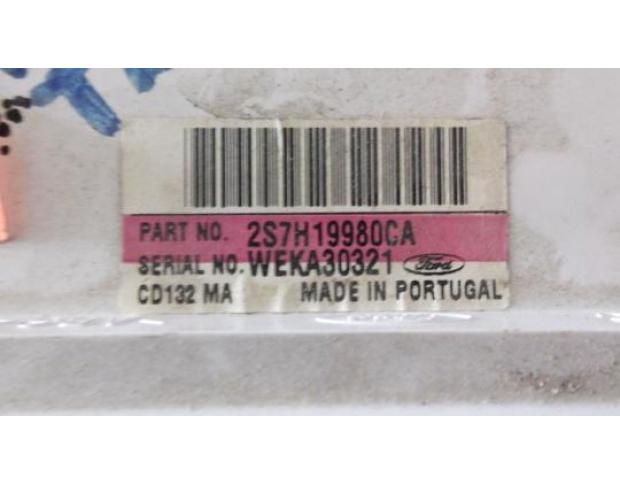 PART NO. 2S7H19980CA
SERIAL NO. WEKA30321 Ford
CD132 MA MADE IN PORTUGAL